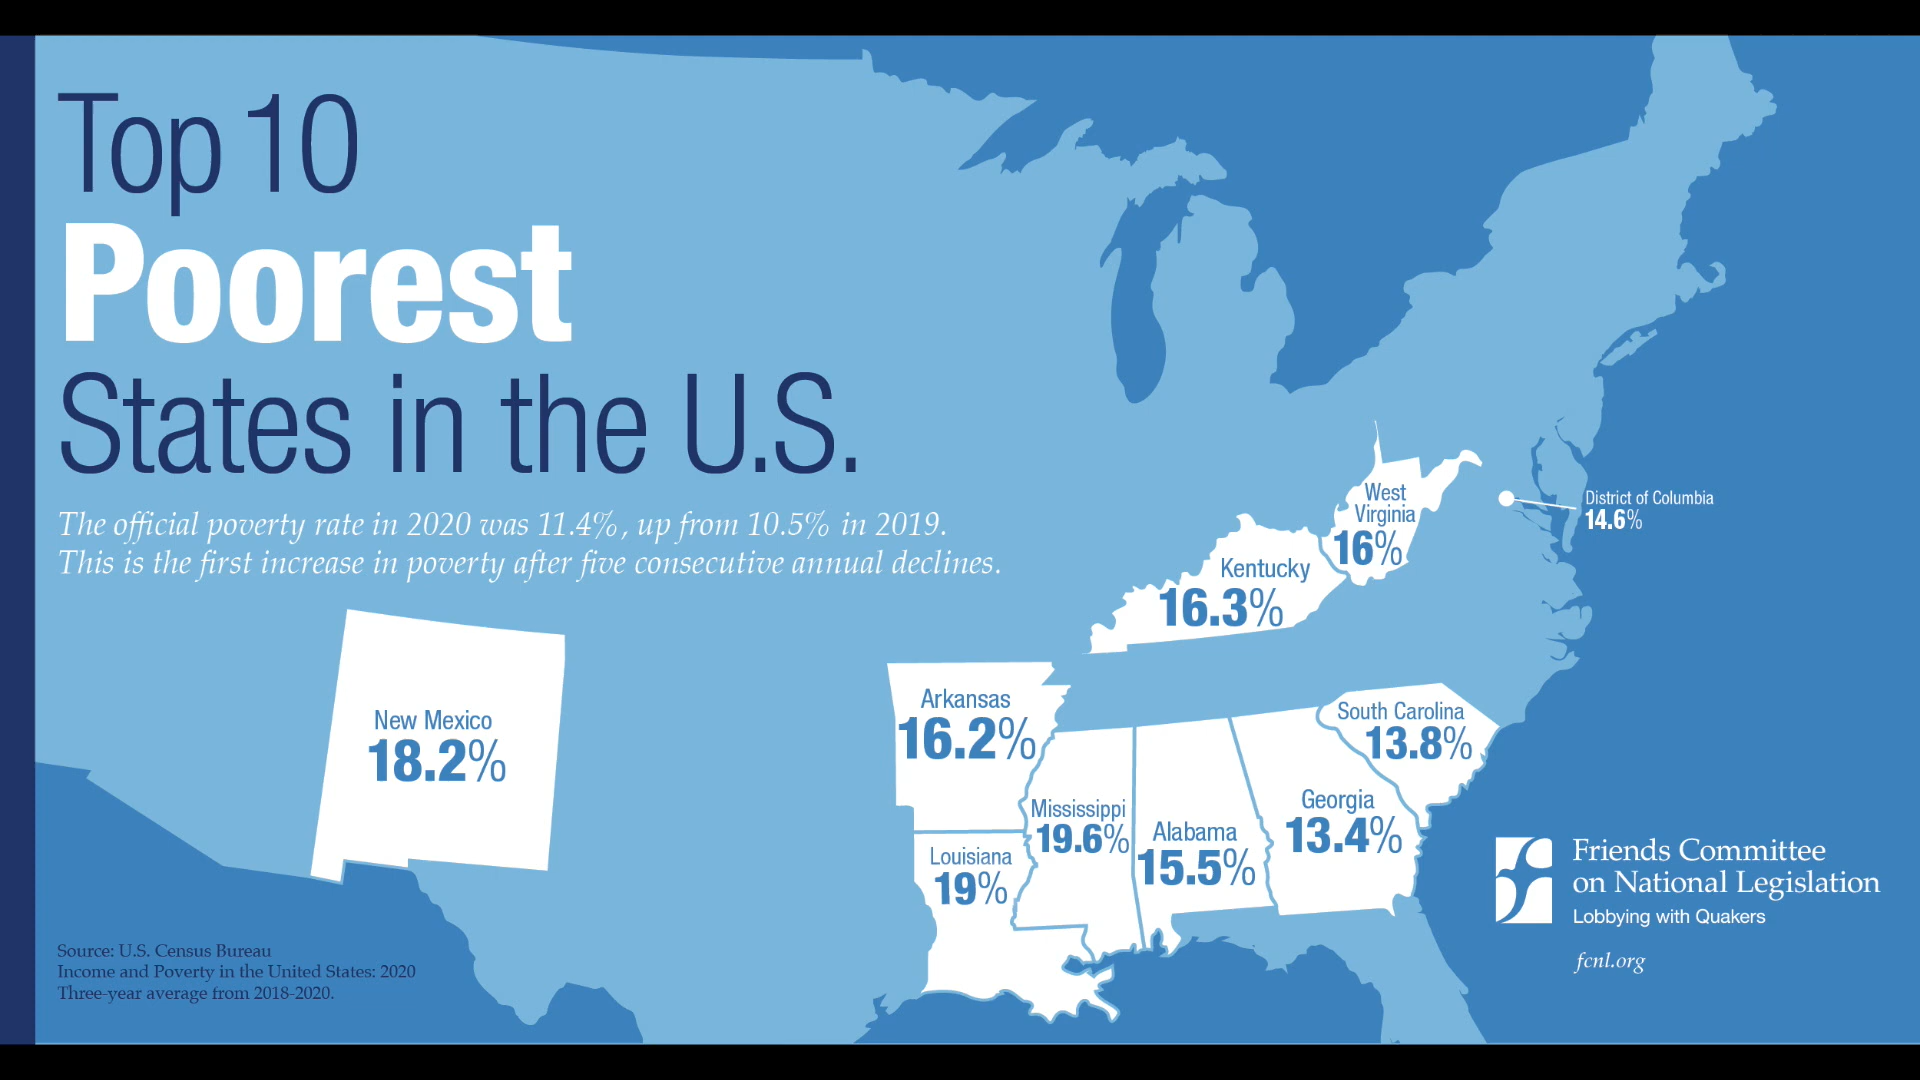 Top 10
Poorest
States in the U.S.
The official poverty rate in 2020 was 11.4%, up from 10.5% in 2019.
This is the first increase in poverty after five consecutive annual declines.
West
Virginia
16%
District of Columbia
14.6%
Kentucky
16.3%
New Mexico
18.2%
Arkansas
16.2%
South Carolina
13.8%
Mississippi
19.6%
Alabama
15.5%
Georgia
13.4%
Louisiana
19%
Friends Committee
on National Legislation
Lobbying with Quakers
fcnl.org
Source: U.S. Census Bureau
Income and Poverty in the United States: 2020
Three-year average from 2018-2020.